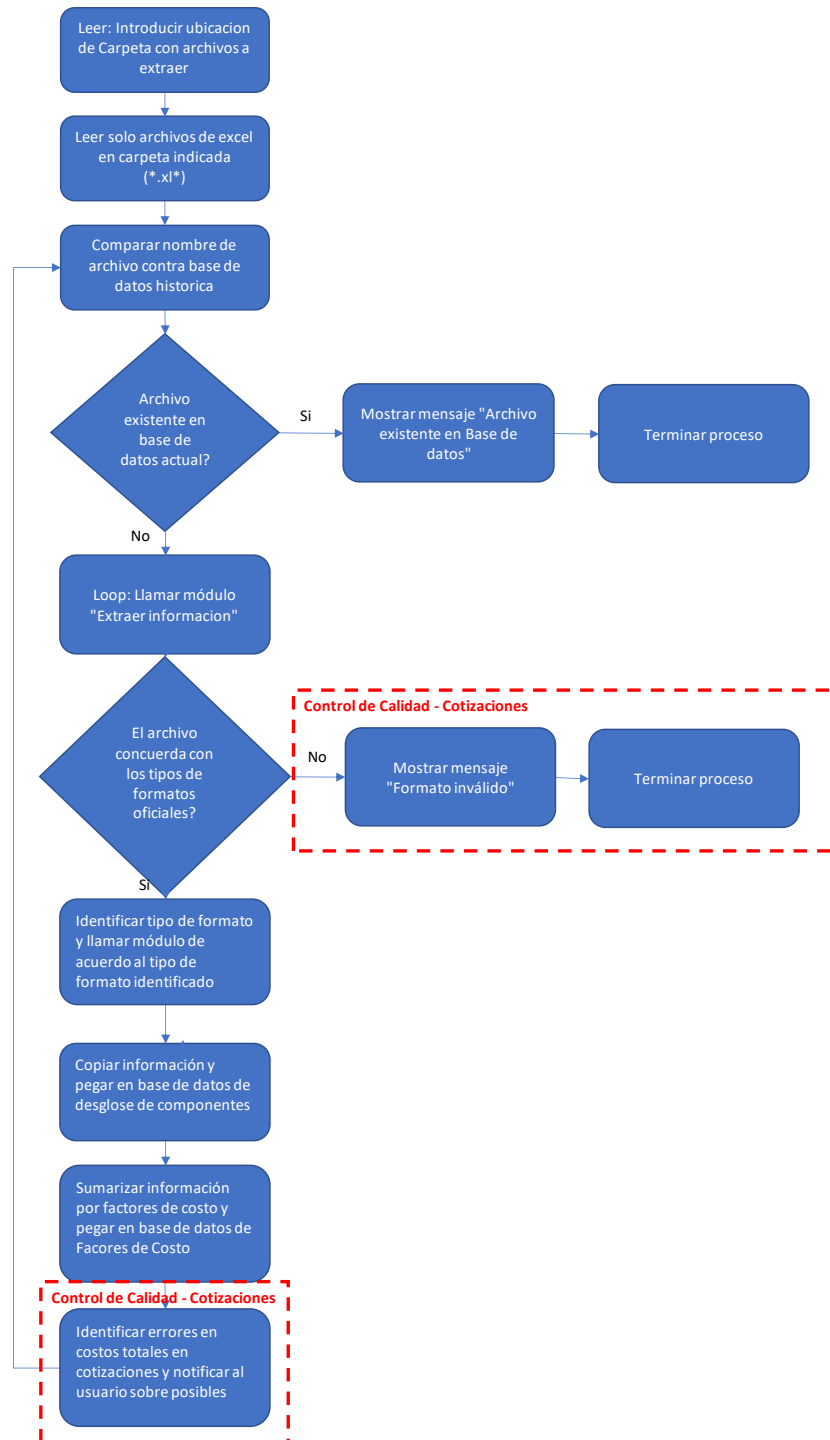 Leer: Introducir ubicacion
de Carpeta con archivos a
extraer
Leer solo archivos de excel
en carpeta indicada
(*.xl*)
Comparar nombre de
archivo contra base de
datos historica
Archivo
existente en
base de
datos actual?
Si
Mostrar mensaje "Archivo
existente en Base de
datos"
Terminar proceso
No
Loop: Llamar módulo
"Extraer informacion"
Control de Calidad - Cotizaciones
El archivo
concuerda con
los tipos de
formatos
oficiales?
No
Mostrar mensaje
"Formato inválido"
Terminar proceso
Si
Identificar tipo de formato
y llamar módulo de
acuerdo al tipo de
formato identificado
Copiar información y
pegar en base de datos de
desglose de componentes
Sumarizar información
por factores de costo y
pegar en base de datos de
Facores de Costo
Control de Calidad - Cotizaciones
Identificar errores en
costos totales en
cotizaciones y notificar al
usuario sobre posibles